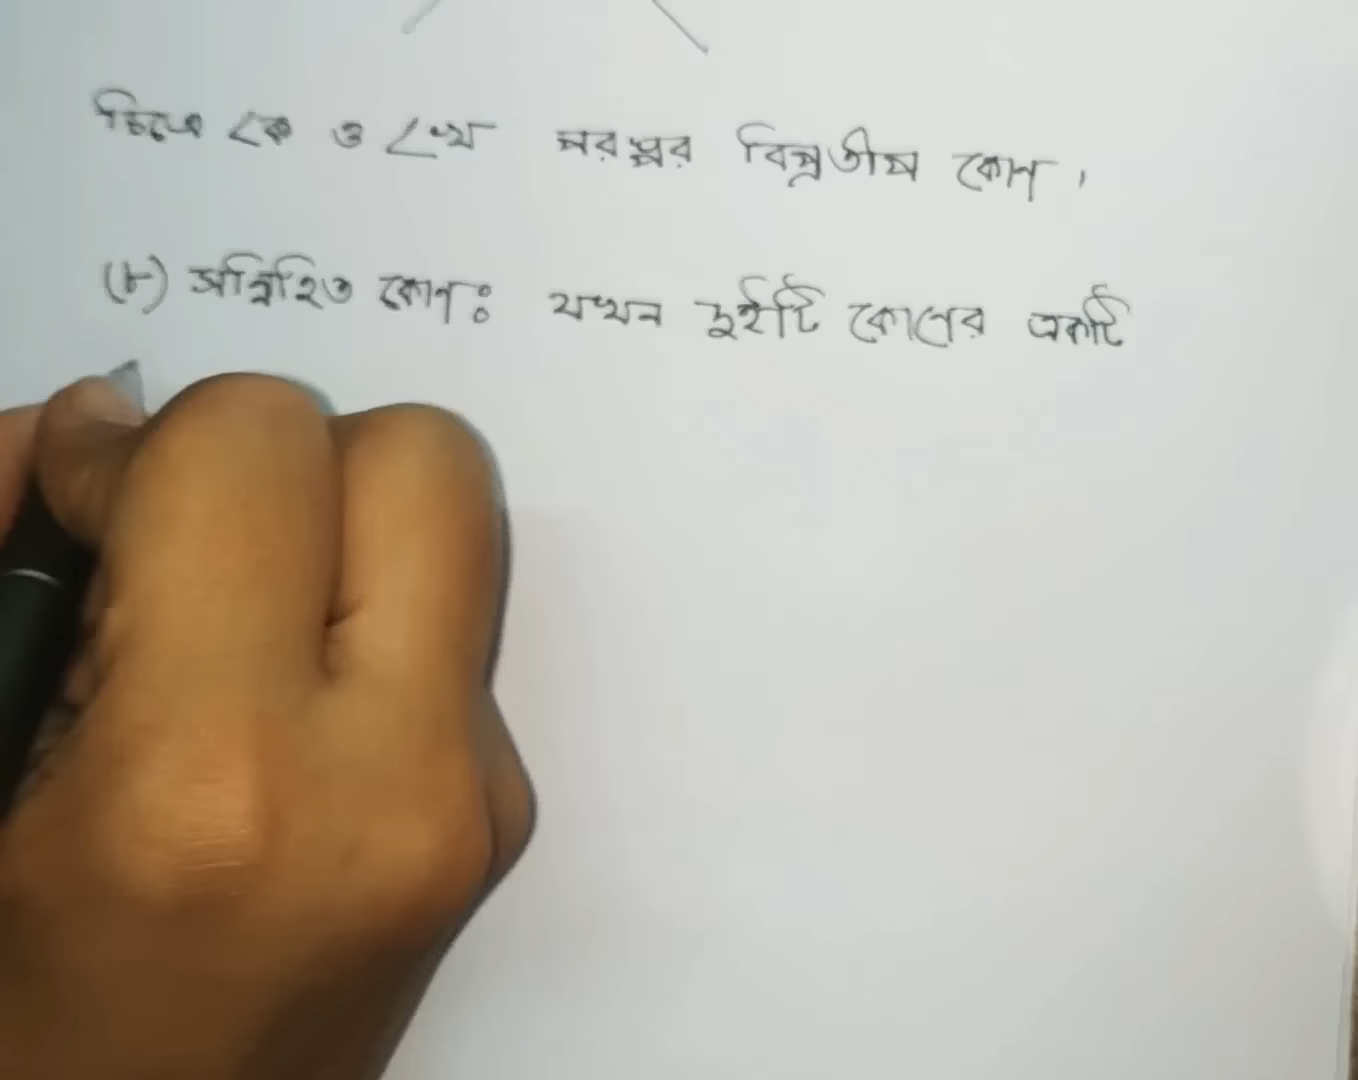 চিত্রে ∠ক ও ∠খ পরস্পর বিপ্রতীপ কোণ।
(৮) সন্নিহিত কোণঃ যখন দুইটি কোণের একটি